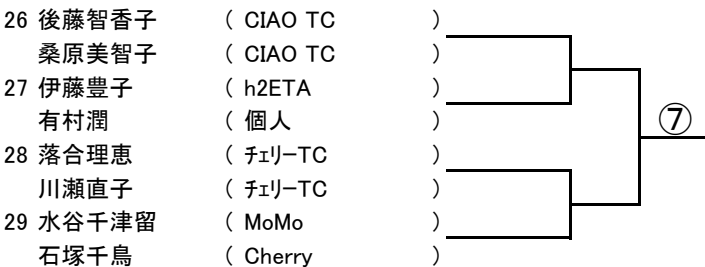 26 後藤智香子 ( CIAO TC )
桑原美智子 ( CIAO TC )
27 伊藤豊子 ( h2ETA )
有村潤 ( 個人 )
⑦
28 落合理恵 ( ﾁｪﾘｰTC )
川瀬直子 ( ﾁｪﾘｰTC )
29 水谷千津留 ( MoMo )
石塚千鳥 ( Cherry )